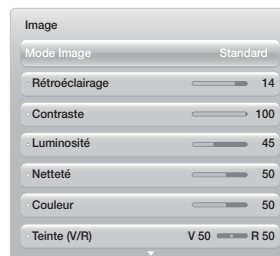 Image
Mode Image Standard
· Rétroéclairage 14
· Contraste 100
· Luminosité 45
· Netteté 50
· Couleur 50
· Teinte (V/R) V 50 R 50